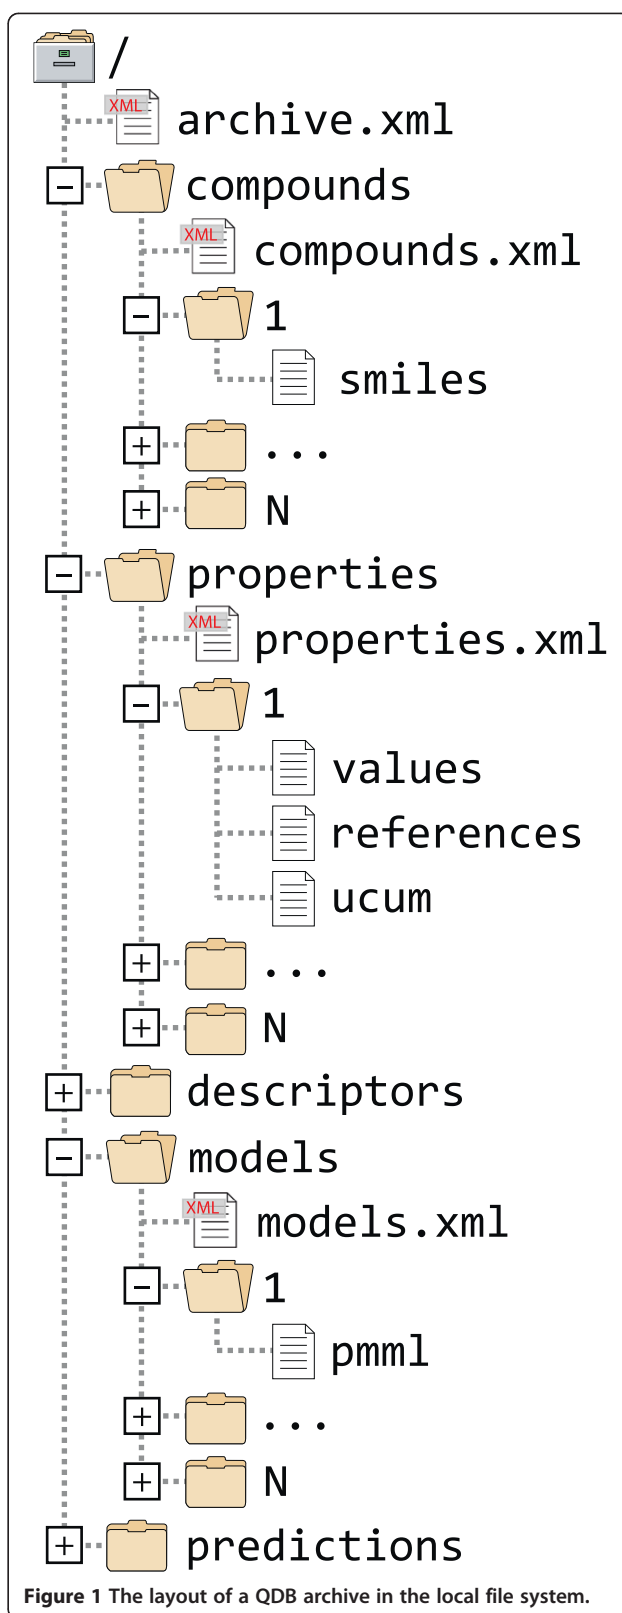 /
XML
archive.xml
compounds
XML
compounds.xml
1
smiles
...
N
properties
XML
properties.xml
1
values
references
ucum
...
N
descriptors
models
XML
models.xml
1
pmml
...
N
predictions
Figure 1 The layout of a QDB archive in the local file system.